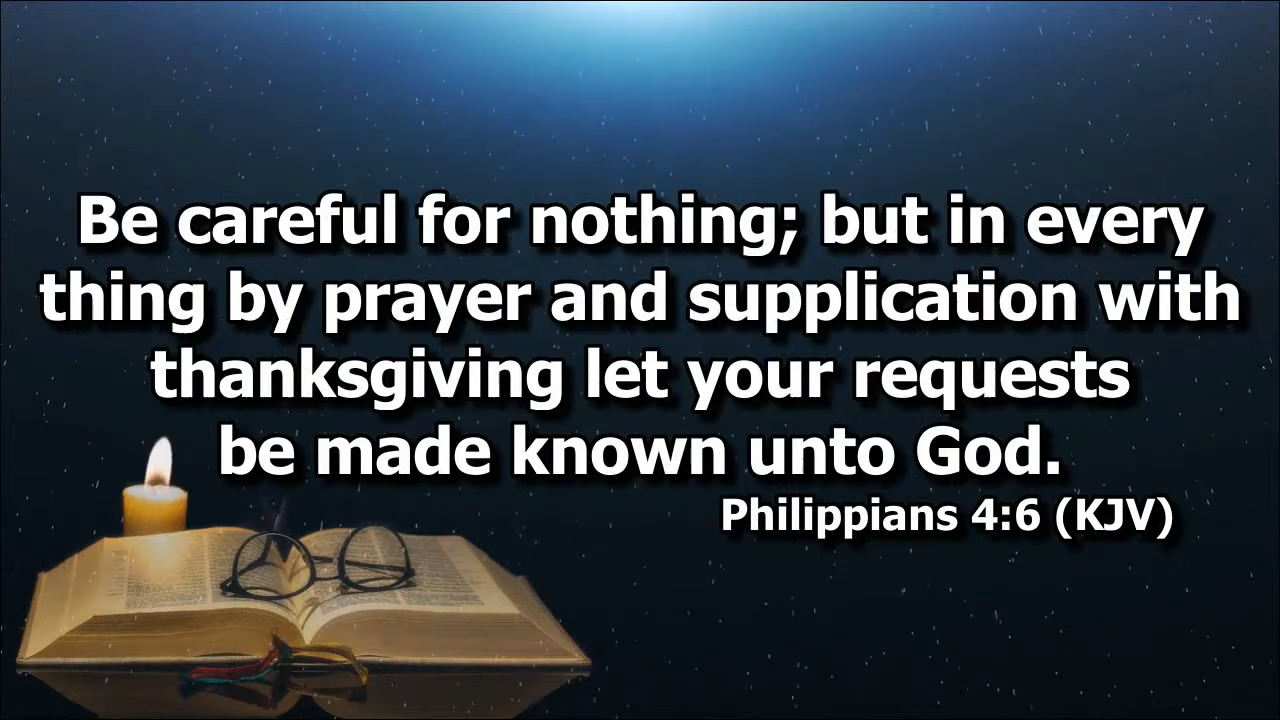 Be careful for nothing; but in every
thing by prayer and supplication with
thanksgiving let your requests
be made known unto God.
Philippians 4:6 (KJV)